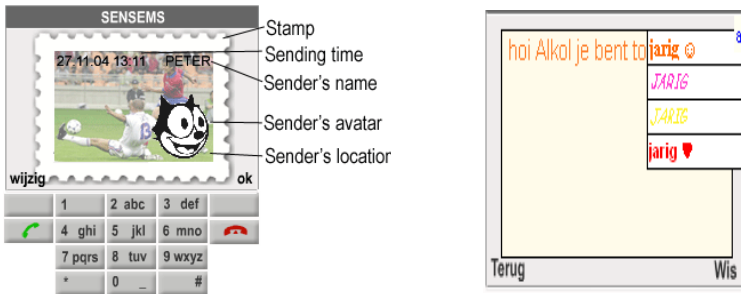 SENSEMS
27.11.04 13:11 PETER
wijzig ok
1 2 abc 3 def
4 ghi 5 jkl 6 mno
7 pqrs 8 tuv 9 wxyz
* 0 _ #
Stamp
Sending time
Sender's name
Sender's avatar
Sender's location
hoi Alkol je bent to
jarig ☺
JARIG
JARIG
jarig ♥
a
Terug Wis